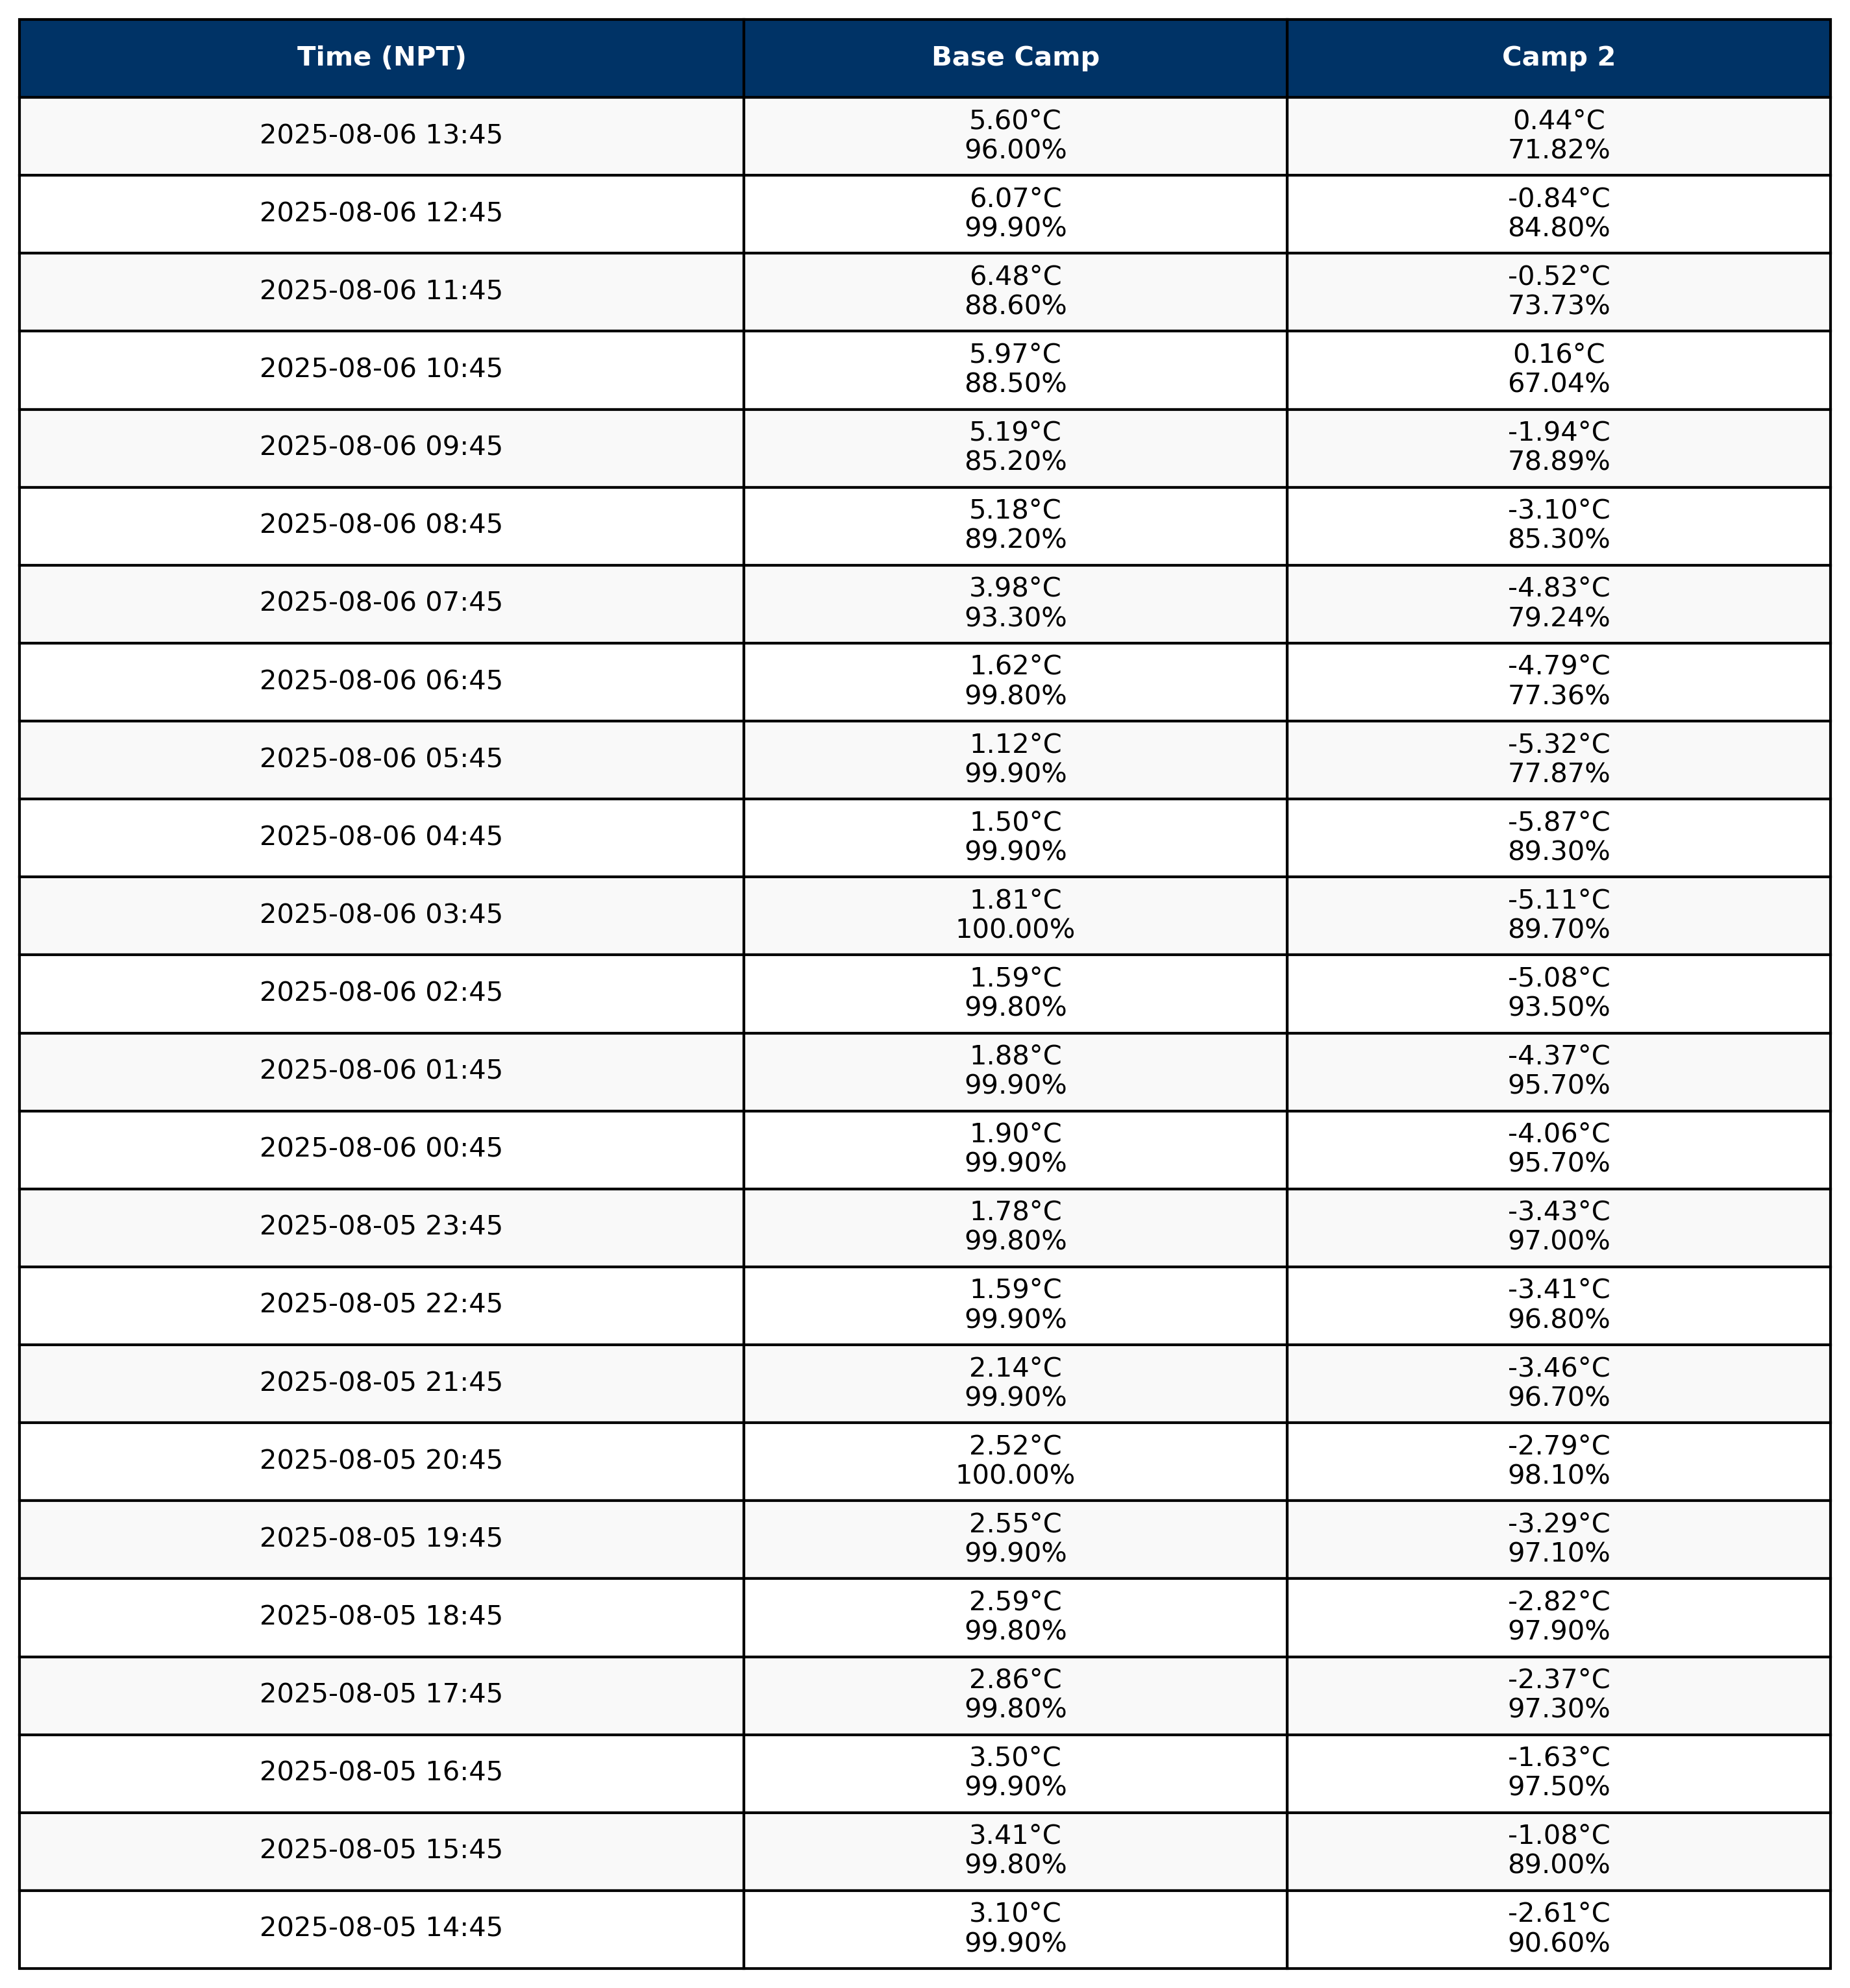 Time (NPT) Base Camp Camp 2
2025-08-06 13:45 5.60°C 0.44°C
96.00% 71.82%
2025-08-06 12:45 6.07°C -0.84°C
99.90% 84.80%
2025-08-06 11:45 6.48°C -0.52°C
88.60% 73.73%
2025-08-06 10:45 5.97°C 0.16°C
88.50% 67.04%
2025-08-06 09:45 5.19°C -1.94°C
85.20% 78.89%
2025-08-06 08:45 5.18°C -3.10°C
89.20% 85.30%
2025-08-06 07:45 3.98°C -4.83°C
93.30% 79.24%
2025-08-06 06:45 1.62°C -4.79°C
99.80% 77.36%
2025-08-06 05:45 1.12°C -5.32°C
99.90% 77.87%
2025-08-06 04:45 1.50°C -5.87°C
99.90% 89.30%
2025-08-06 03:45 1.81°C -5.11°C
100.00% 89.70%
2025-08-06 02:45 1.59°C -5.08°C
99.80% 93.50%
2025-08-06 01:45 1.88°C -4.37°C
99.90% 95.70%
2025-08-06 00:45 1.90°C -4.06°C
99.90% 95.70%
2025-08-05 23:45 1.78°C -3.43°C
99.80% 97.00%
2025-08-05 22:45 1.59°C -3.41°C
99.90% 96.80%
2025-08-05 21:45 2.14°C -3.46°C
99.90% 96.70%
2025-08-05 20:45 2.52°C -2.79°C
100.00% 98.10%
2025-08-05 19:45 2.55°C -3.29°C
99.90% 97.10%
2025-08-05 18:45 2.59°C -2.82°C
99.80% 97.90%
2025-08-05 17:45 2.86°C -2.37°C
99.80% 97.30%
2025-08-05 16:45 3.50°C -1.63°C
99.90% 97.50%
2025-08-05 15:45 3.41°C -1.08°C
99.80% 89.00%
2025-08-05 14:45 3.10°C -2.61°C
99.90% 90.60%